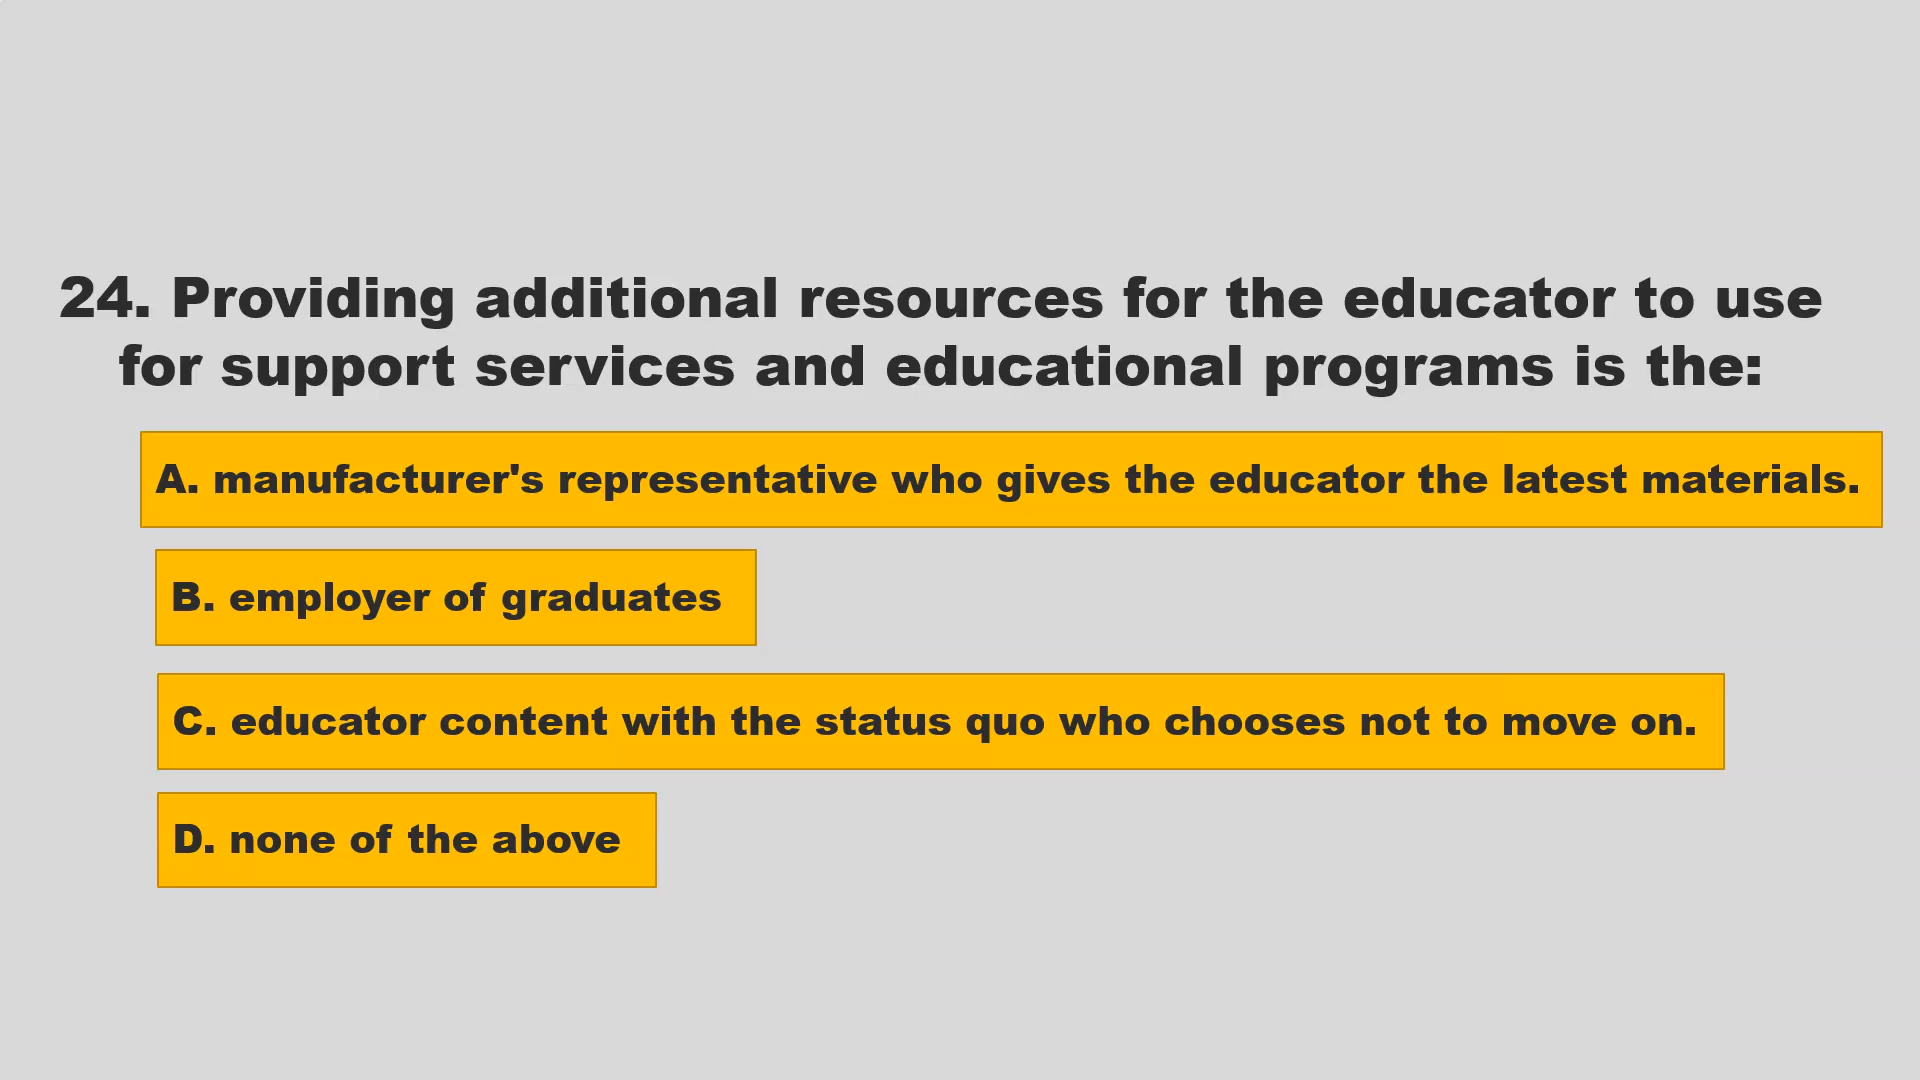 24. Providing additional resources for the educator to use
for support services and educational programs is the:
A. manufacturer's representative who gives the educator the latest materials.
B. employer of graduates
C. educator content with the status quo who chooses not to move on.
D. none of the above